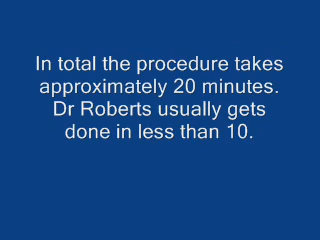 In total the procedure takes
approximately 20 minutes.
Dr Roberts usually gets
done in less than 10.